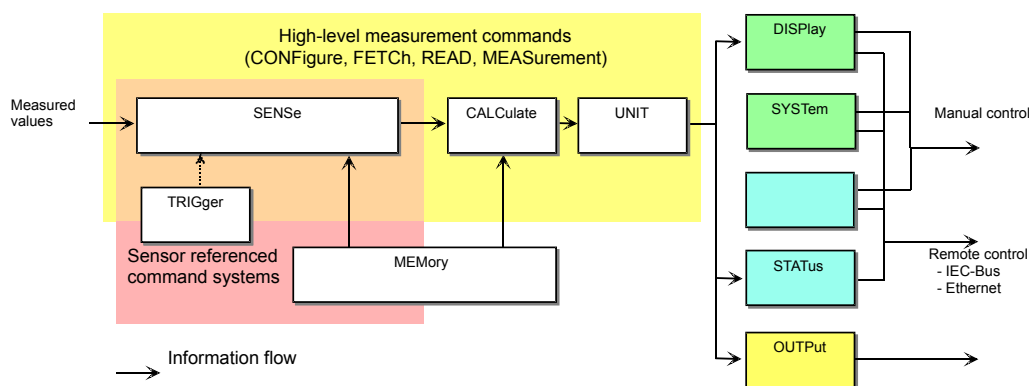 High-level measurement commands
(CONFigure, FETCh, READ, MEASurement)
DISPlay
Measured
values
SENSe
CALCulate
UNIT
SYSTem
Manual control
TRIGger
Sensor referenced
command systems
MEMory
STATus
Remote control
- IEC-Bus
- Ethernet
OUTPut
Information flow